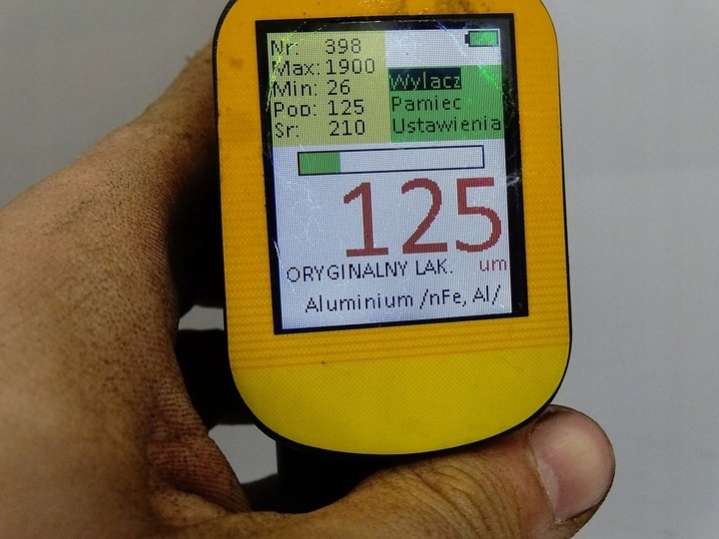 Nr: 398
Max: 1900
Min: 26
Pop: 125
Sr: 210
Wylacz
Pamiec
Ustawienia
125
ORYGINALNY LAK. um
Aluminium /nFe, Al/